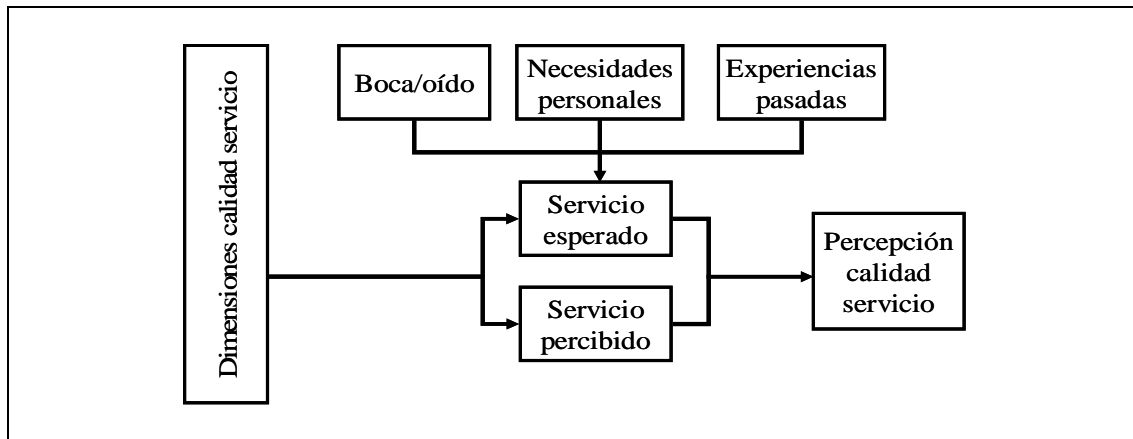 Dimensiones calidad servicio
Boca/oído
Necesidades
personales
Experiencias
pasadas
Servicio
esperado
Servicio
percibido
Percepción
calidad
servicio